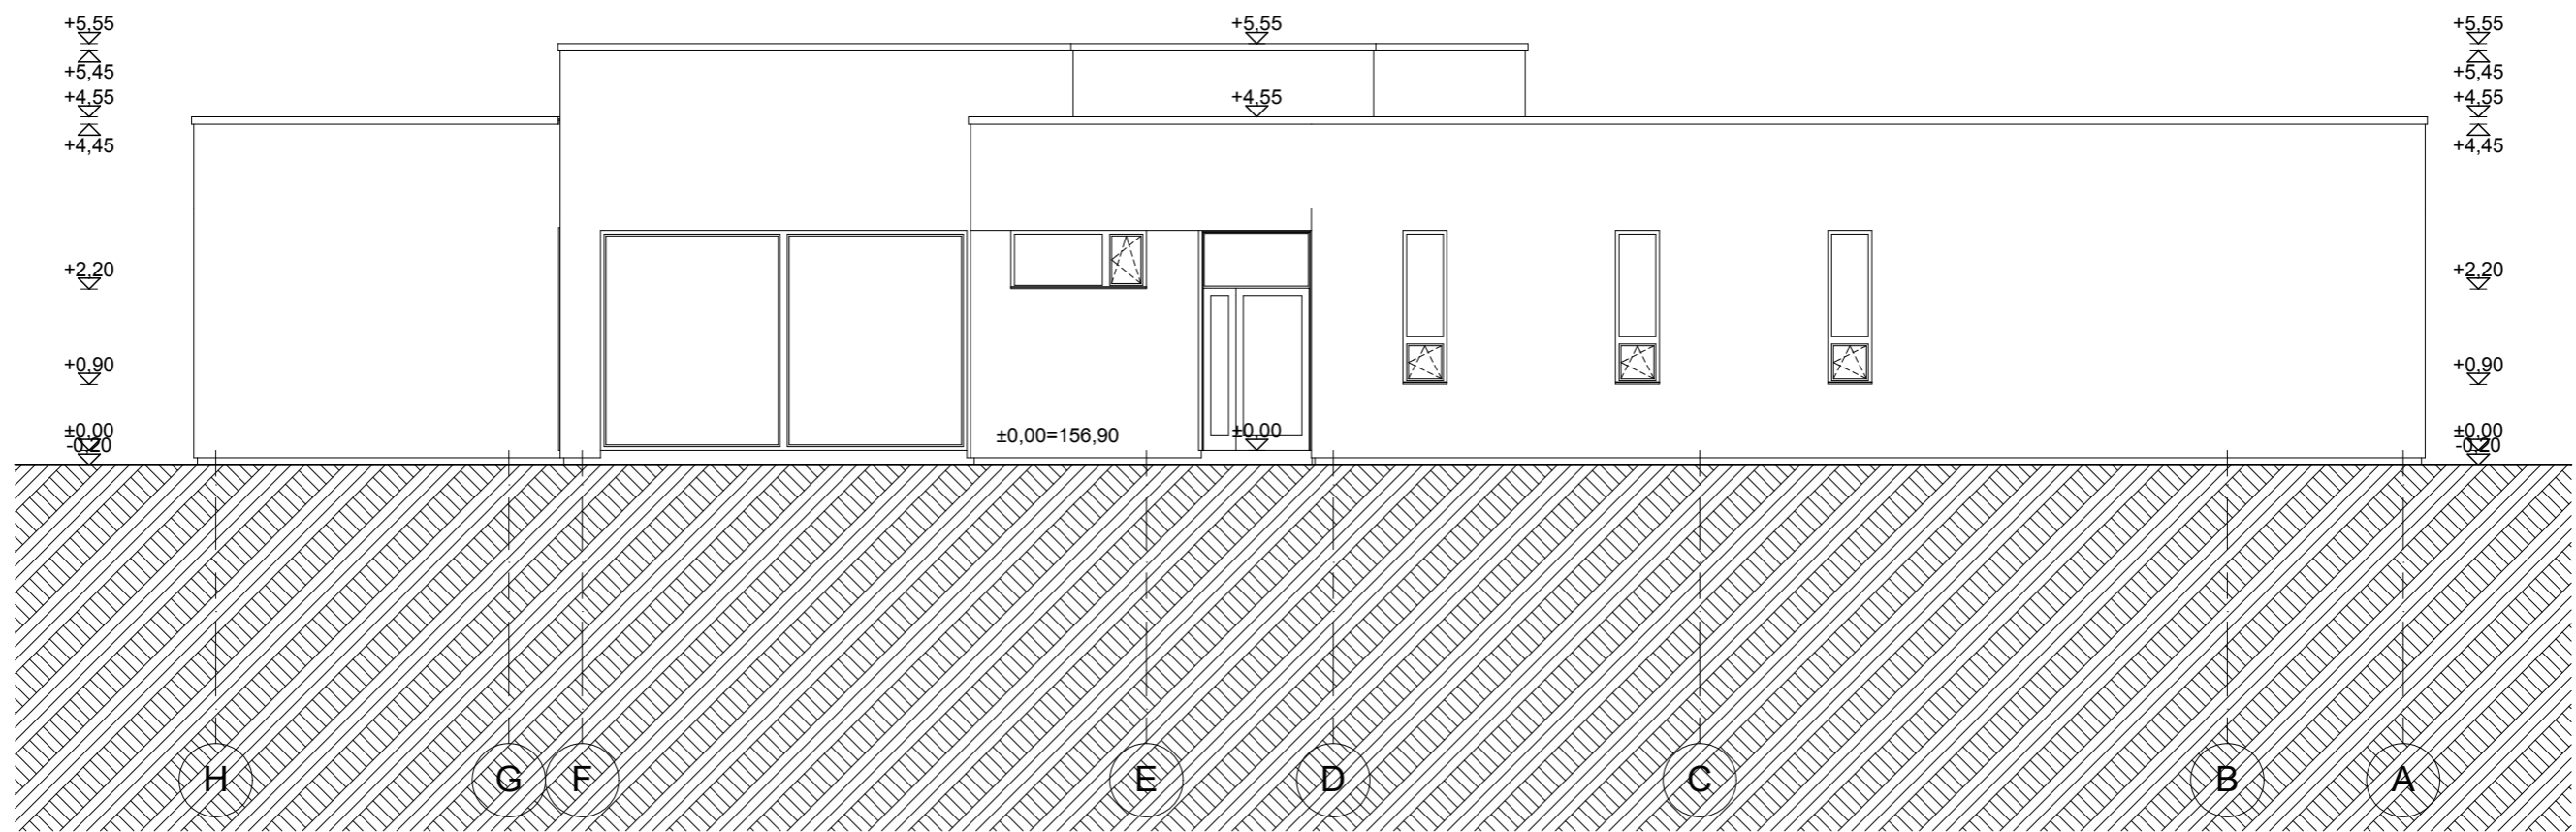 +5,55
+5,55
+5,55
+5,45
+5,45
+4,55
+4,55
+4,55
+4,45
+4,45
+2,20
+2,20
+0,90
+0,90
±0,00
±0,00=156,90
±0,00
±0,00
-0,20
-0,20
H
G
F
E
D
C
B
A